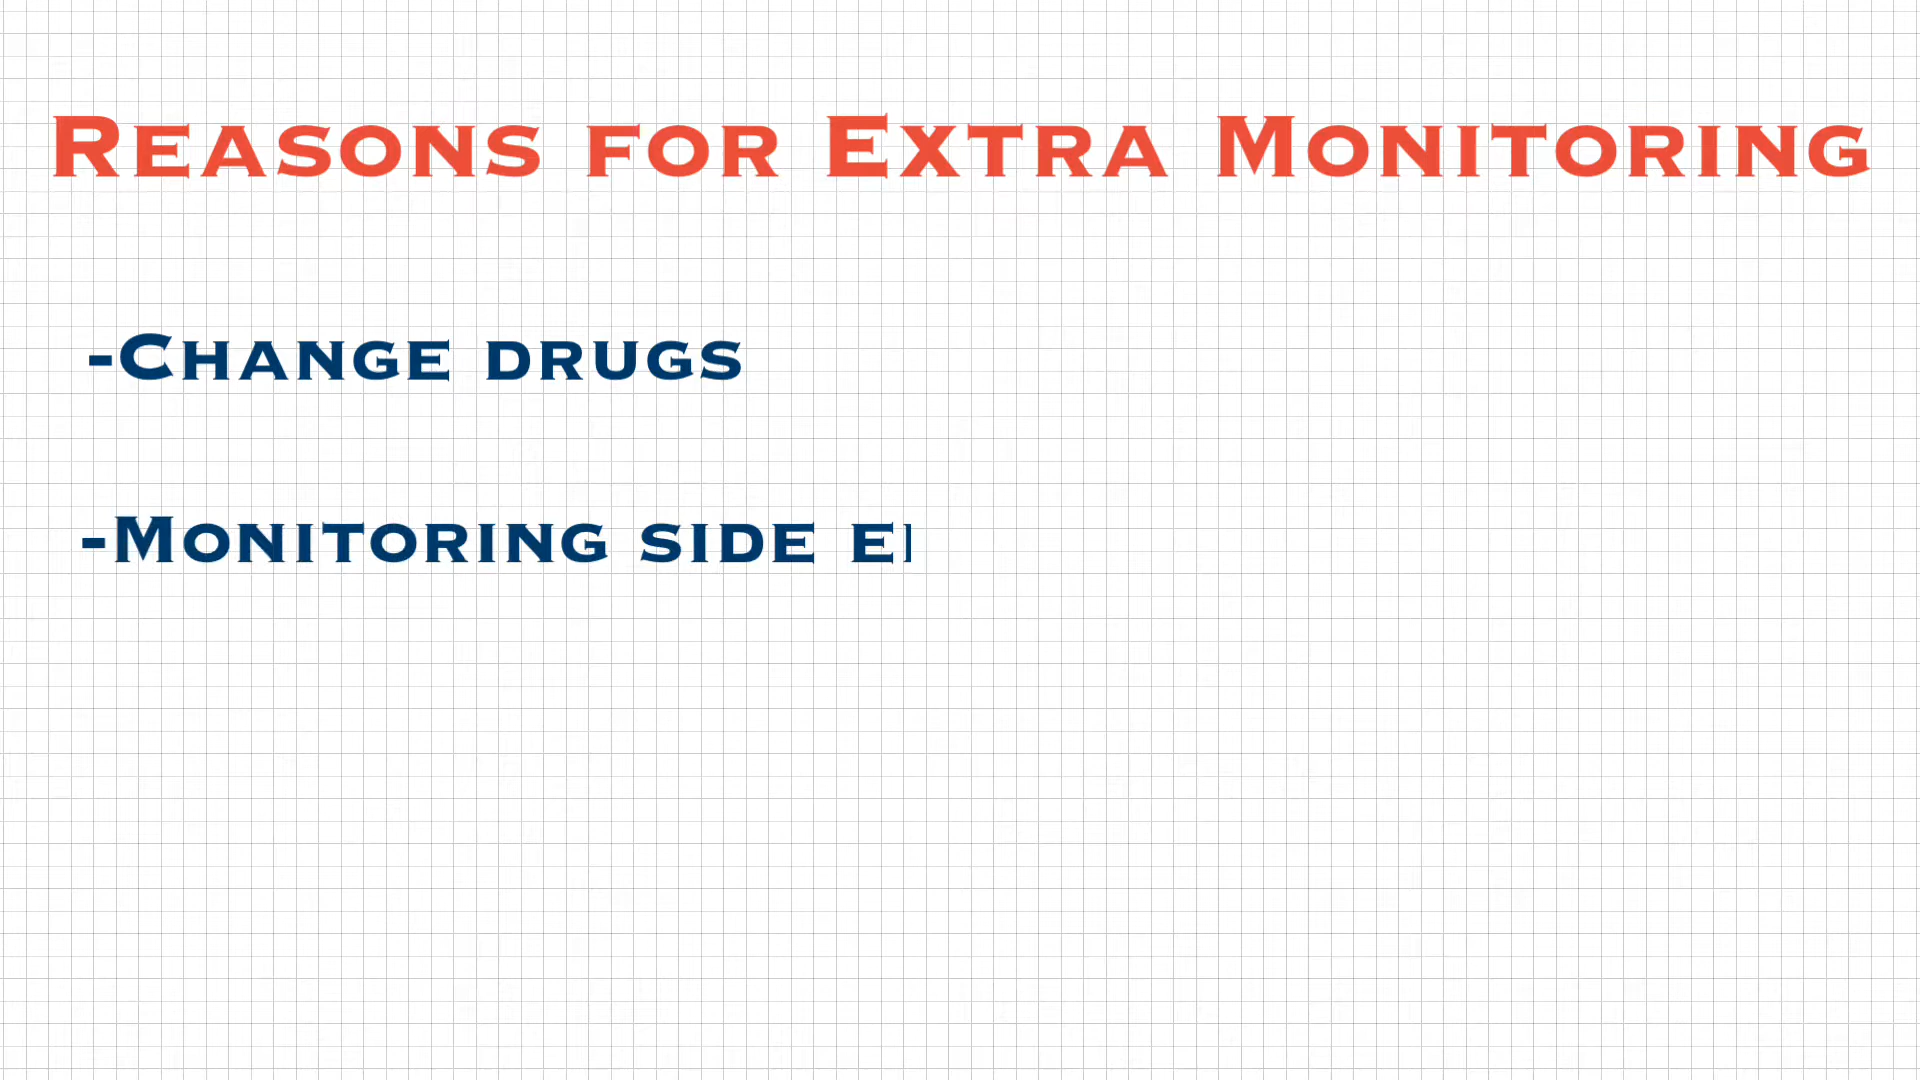 Reasons for Extra Monitoring
-Change drugs
-Monitoring side